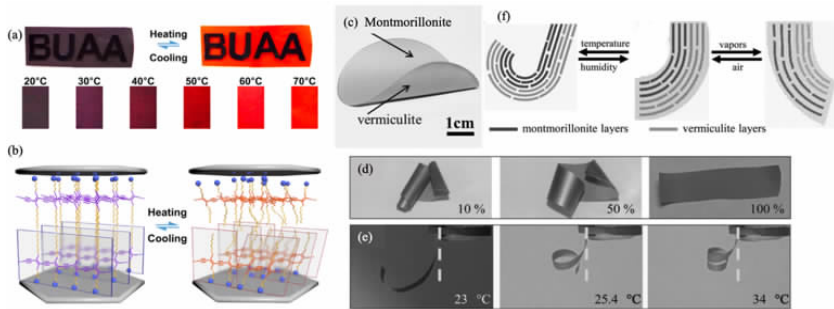 (a)
BUAA
Heating
Cooling
BUAA
20°C 30°C 40°C 50°C 60°C 70°C
(b)
Heating
Cooling
(c)
Montmorillonite
vermiculite
1cm
(f)
temperature
humidity
vapors
air
montmorillonite layers vermiculite layers
(d)
10 %
50 %
100 %
(e)
23 °C
25.4 °C
34 °C